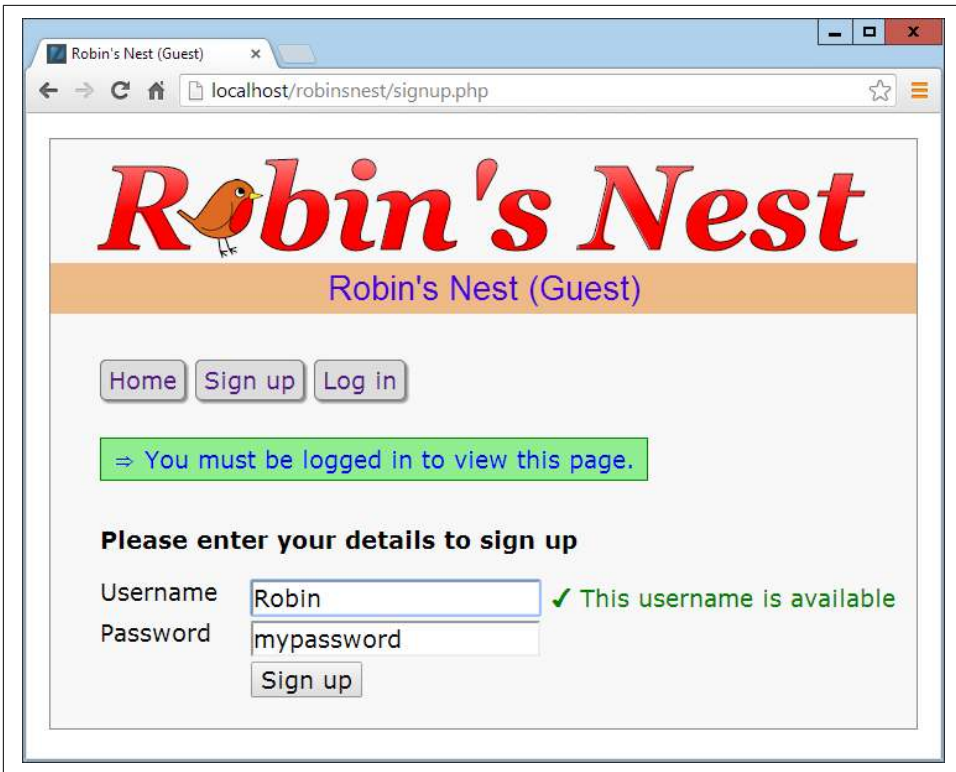 Robin's Nest (Guest)
localhost/robinsnest/signup.php
Robin's Nest
Robin's Nest (Guest)
Home Sign up Log in
⇒ You must be logged in to view this page.
Please enter your details to sign up
Username Robin ✔ This username is available
Password mypassword
Sign up